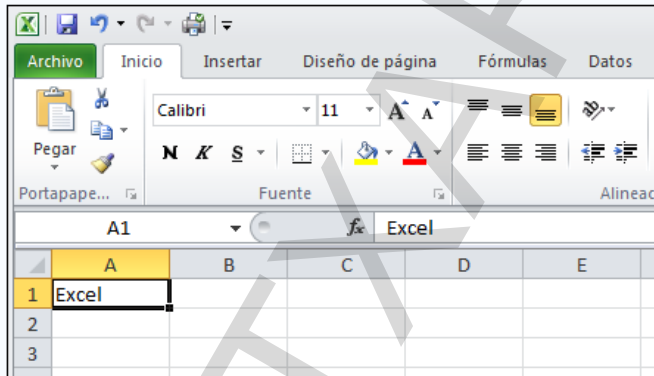 Archivo Inicio Insertar Diseño de página Fórmulas Datos
Calibri 11 A A
Pegar
N K S A
Portapape... Fuente Alineac
A1 fx Excel
A B C D E
1 Excel
2
3